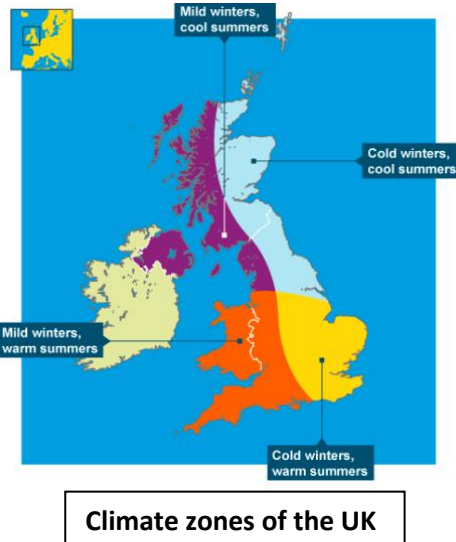 Mild winters,
cool summers
Cold winters,
cool summers
Mild winters,
warm summers
Cold winters,
warm summers
Climate zones of the UK